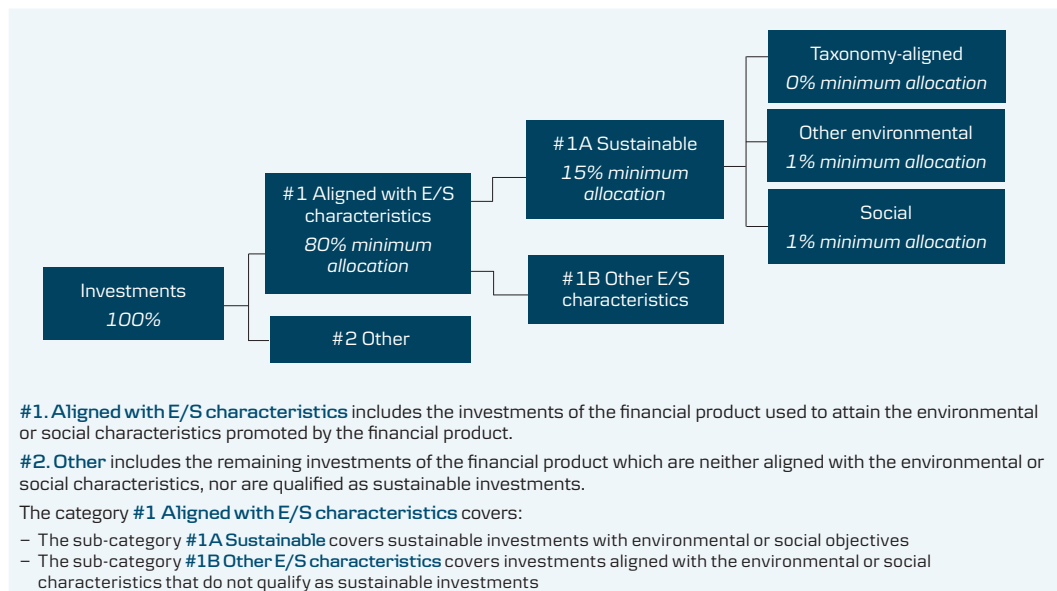 Taxonomy-aligned
0% minimum allocation
Other environmental
1% minimum allocation
Social
1% minimum allocation
#1A Sustainable
15% minimum
allocation
#1 Aligned with E/S
characteristics
80% minimum
allocation
#1B Other E/S
characteristics
Investments
100%
#2 Other
#1. Aligned with E/S characteristics includes the investments of the financial product used to attain the environmental
or social characteristics promoted by the financial product.
#2. Other includes the remaining investments of the financial product which are neither aligned with the environmental or
social characteristics, nor are qualified as sustainable investments.
The category #1 Aligned with E/S characteristics covers:
– The sub-category #1A Sustainable covers sustainable investments with environmental or social objectives
– The sub-category #1B Other E/S characteristics covers investments aligned with the environmental or social
characteristics that do not qualify as sustainable investments